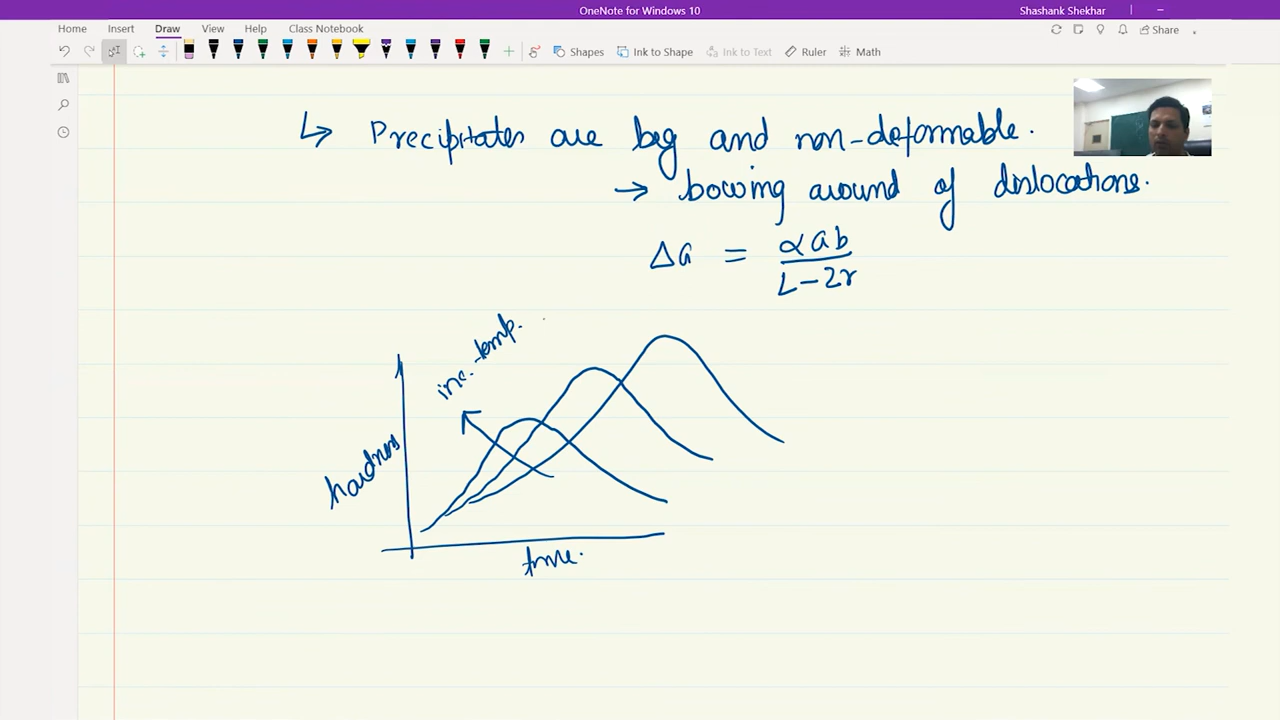 OneNote for Windows 10
Shashank Shekhar
Home Insert Draw View Help Class Notebook
Share
Shapes Ink to Shape Ink to Text Ruler Math
↳ Precipitates are big and non-deformable.
→ bowing around of dislocations.
ΔG = αGb / L-2r
inc. temp.
hardness
time.